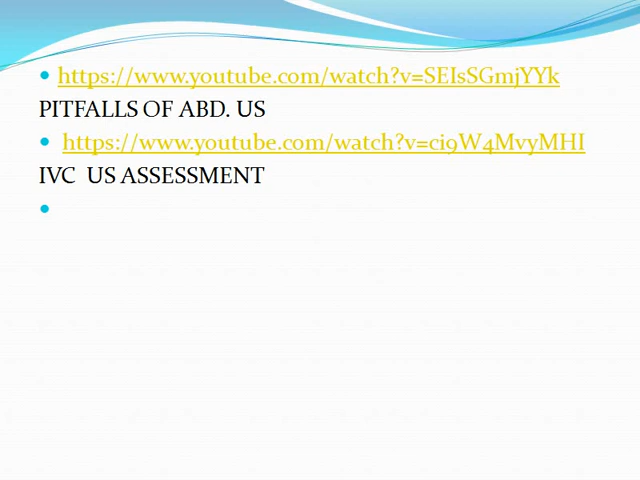 https://www.youtube.com/watch?v=SEIsSGmjYYk
PITFALLS OF ABD. US
https://www.youtube.com/watch?v=ci9W4MvyMHI
IVC  US ASSESSMENT